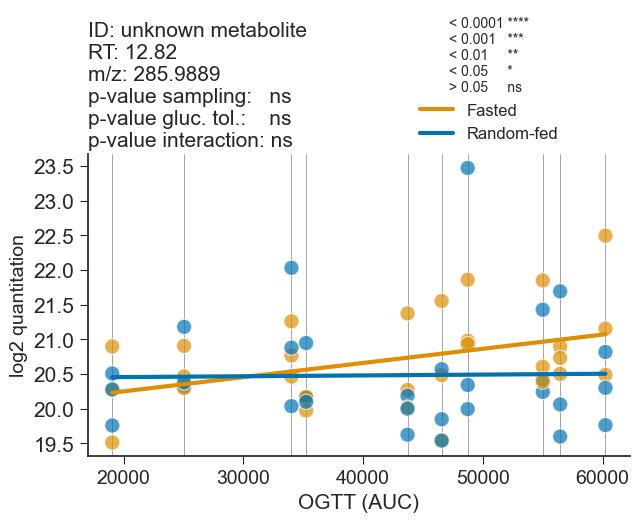 ID: unknown metabolite
RT: 12.82
m/z: 285.9889
p-value sampling: ns
p-value gluc. tol.: ns
p-value interaction: ns
< 0.0001 ****
< 0.001 ***
< 0.01 **
< 0.05 *
> 0.05 ns
Fasted
Random-fed
23.5
23.0
22.5
22.0
21.5
21.0
20.5
20.0
19.5
log2 quantitation
20000 30000 40000 50000 60000
OGTT (AUC)